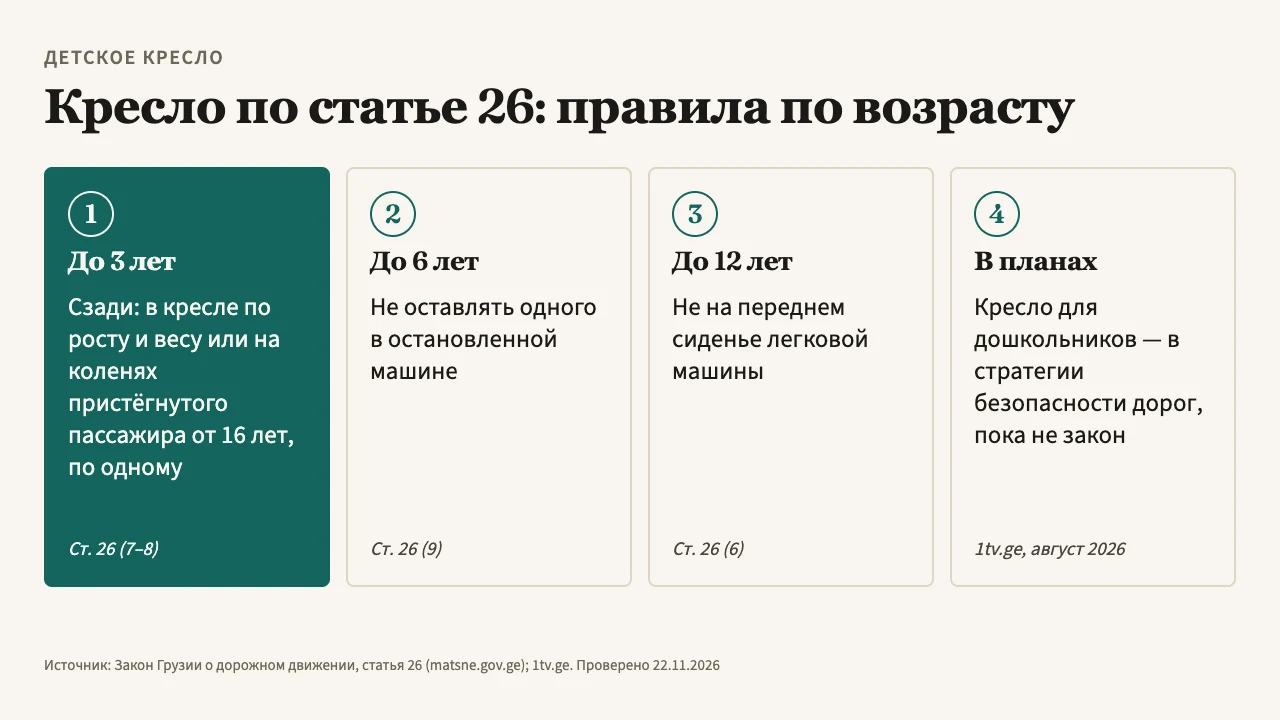 ДЕТСКОЕ КРЕСЛО
Кресло по статье 26: правила по возрасту
1
До 3 лет
Сзади: в кресле по
росту и весу или на
коленях
пристёгнутого
пассажира от 16 лет,
по одному
Ст. 26 (7–8)
2
До 6 лет
Не оставлять одного
в остановленной
машине
Ст. 26 (9)
3
До 12 лет
Не на переднем
сиденье легковой
машины
Ст. 26 (6)
4
В планах
Кресло для
дошкольников — в
стратегии
безопасности дорог,
пока не закон
1tv.ge, август 2026
Источник: Закон Грузии о дорожном движении, статья 26 (matsne.gov.ge); 1tv.ge. Проверено 22.11.2026